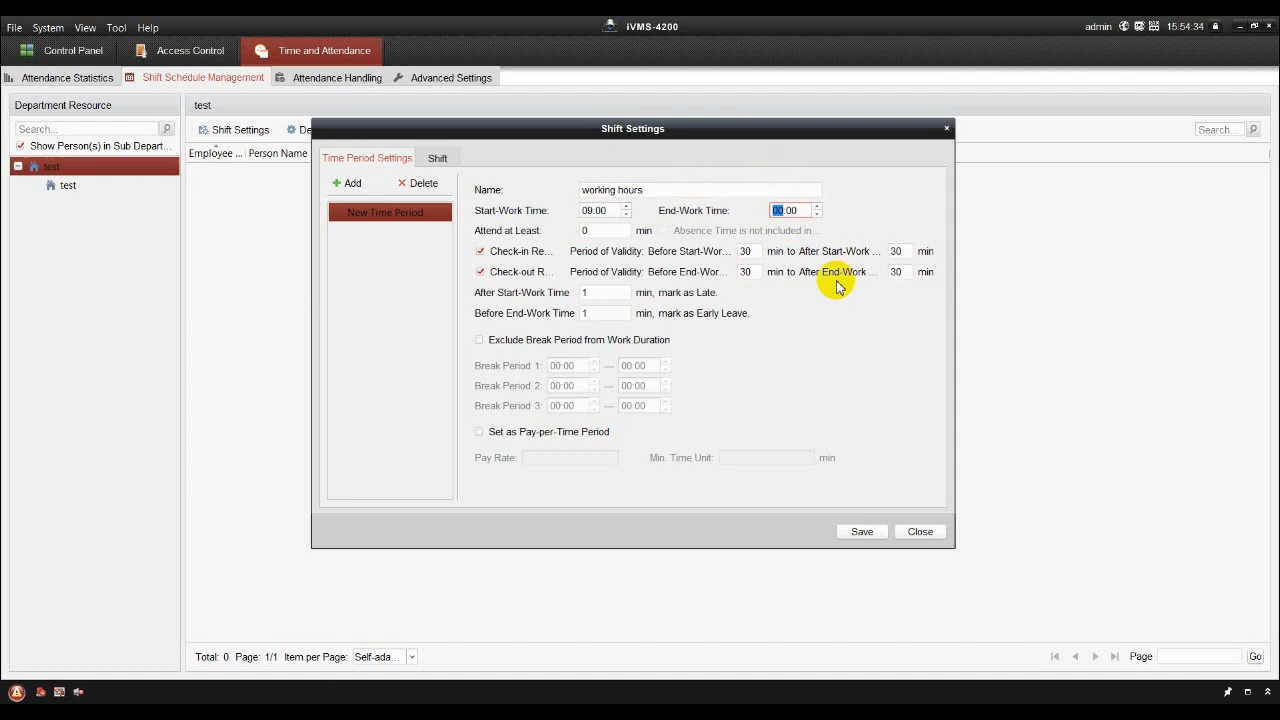 File System View Tool Help
iVMS-4200
admin 15:54:34
Control Panel Access Control Time and Attendance
Attendance Statistics Shift Schedule Management Attendance Handling Advanced Settings
Department Resource
test
Search...
Show Person(s) in Sub Depart...
test
test
Shift Settings De
Search...
Employee ... Person Name
Shift Settings
Time Period Settings Shift
Add Delete
New Time Period
Name: working hours
Start-Work Time: 09:00 End-Work Time: 00:00
Attend at Least: 0 min Absence Time is not included in...
Check-in Re... Period of Validity: Before Start-Wor... 30 min to After Start-Work ... 30 min
Check-out R... Period of Validity: Before End-Wor... 30 min to After End-Work ... 30 min
After Start-Work Time 1 min, mark as Late.
Before End-Work Time 1 min, mark as Early Leave.
Exclude Break Period from Work Duration
Break Period 1: 00:00 — 00:00
Break Period 2: 00:00 — 00:00
Break Period 3: 00:00 — 00:00
Set as Pay-per-Time Period
Pay Rate: Min. Time Unit: min
Save Close
Total: 0 Page: 1/1 Item per Page: Self-ada...
Page Go